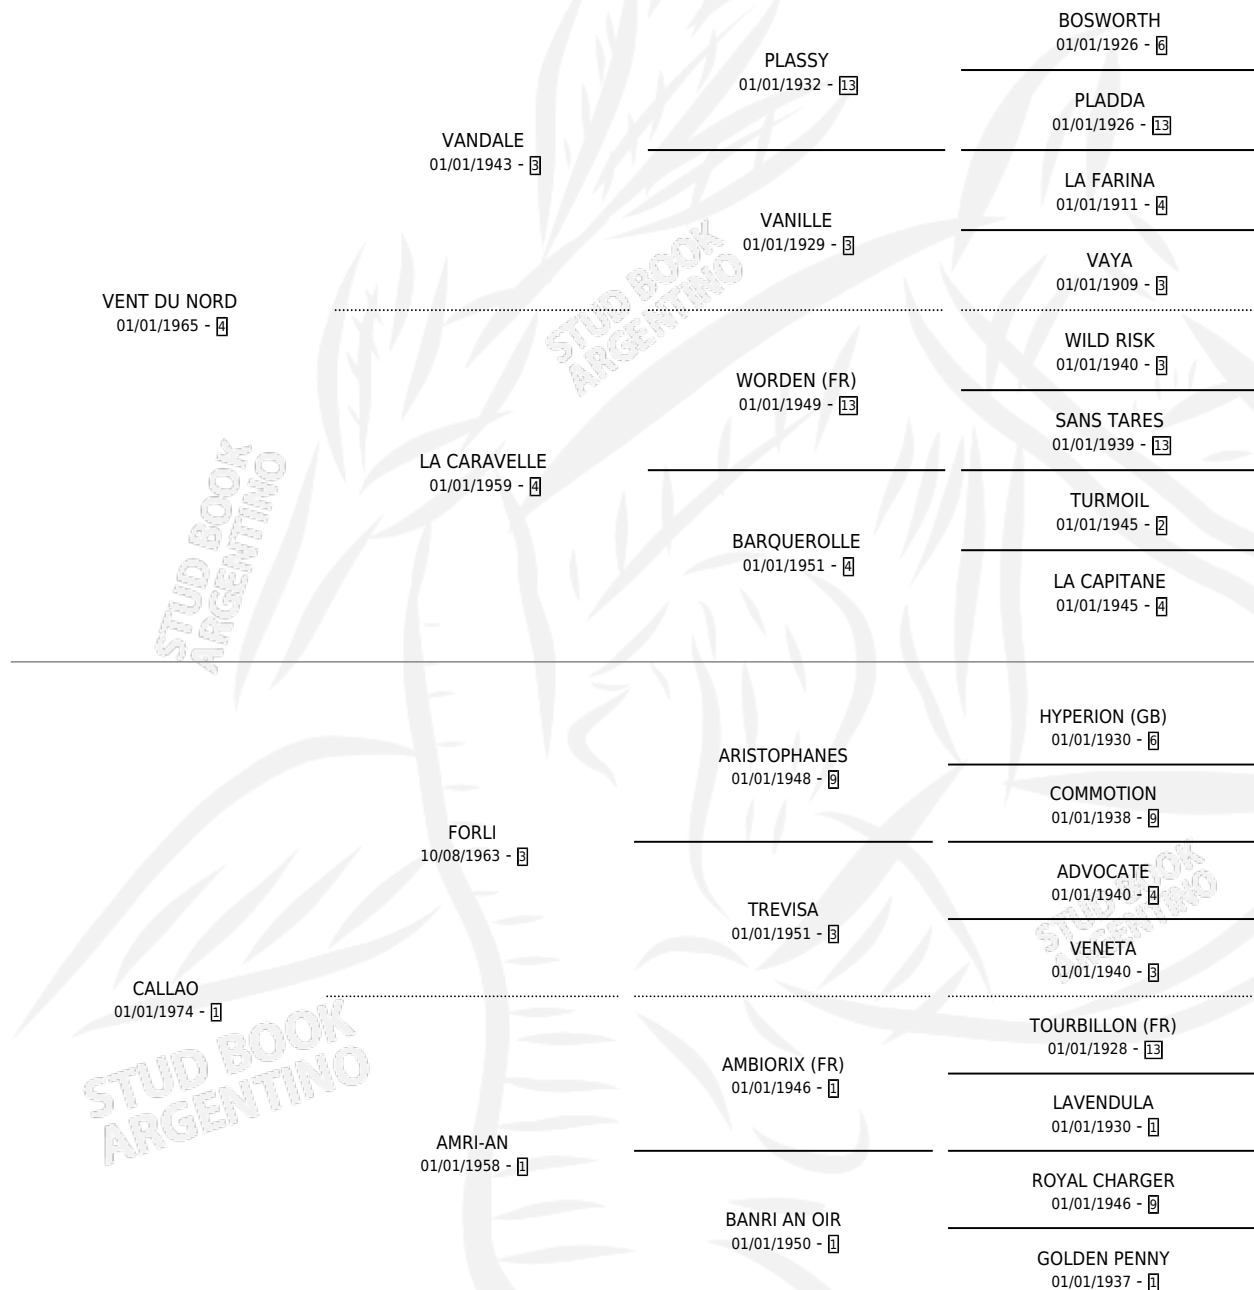 BOSWORTH
01/01/1926 - 6
PLASSY
01/01/1932 - 13
PLADDA
01/01/1926 - 13
VANDALE
01/01/1943 - 3
LA FARINA
01/01/1911 - 4
VANILLE
01/01/1929 - 3
VAYA
01/01/1909 - 3
VENT DU NORD
01/01/1965 - 4
WILD RISK
01/01/1940 - 3
WORDEN (FR)
01/01/1949 - 13
SANS TARES
01/01/1939 - 13
LA CARAVELLE
01/01/1959 - 4
TURMOIL
01/01/1945 - 2
BARQUEROLLE
01/01/1951 - 4
LA CAPITANE
01/01/1945 - 4
HYPERION (GB)
01/01/1930 - 6
ARISTOPHANES
01/01/1948 - 9
COMMOTION
01/01/1938 - 9
FORLI
10/08/1963 - 3
ADVOCATE
01/01/1940 - 4
TREVISA
01/01/1951 - 3
VENETA
01/01/1940 - 3
CALLAO
01/01/1974 - 1
TOURBILLON (FR)
01/01/1928 - 13
AMBIORIX (FR)
01/01/1946 - 1
LAVENDULA
01/01/1930 - 1
AMRI-AN
01/01/1958 - 1
ROYAL CHARGER
01/01/1946 - 9
BANRI AN OIR
01/01/1950 - 1
GOLDEN PENNY
01/01/1937 - 1
STUD BOOK
ARGENTINO
STUD BOOK
ARGENTINO
STUD BOOK
ARGENTINO
STUD BOOK
ARGENTINO